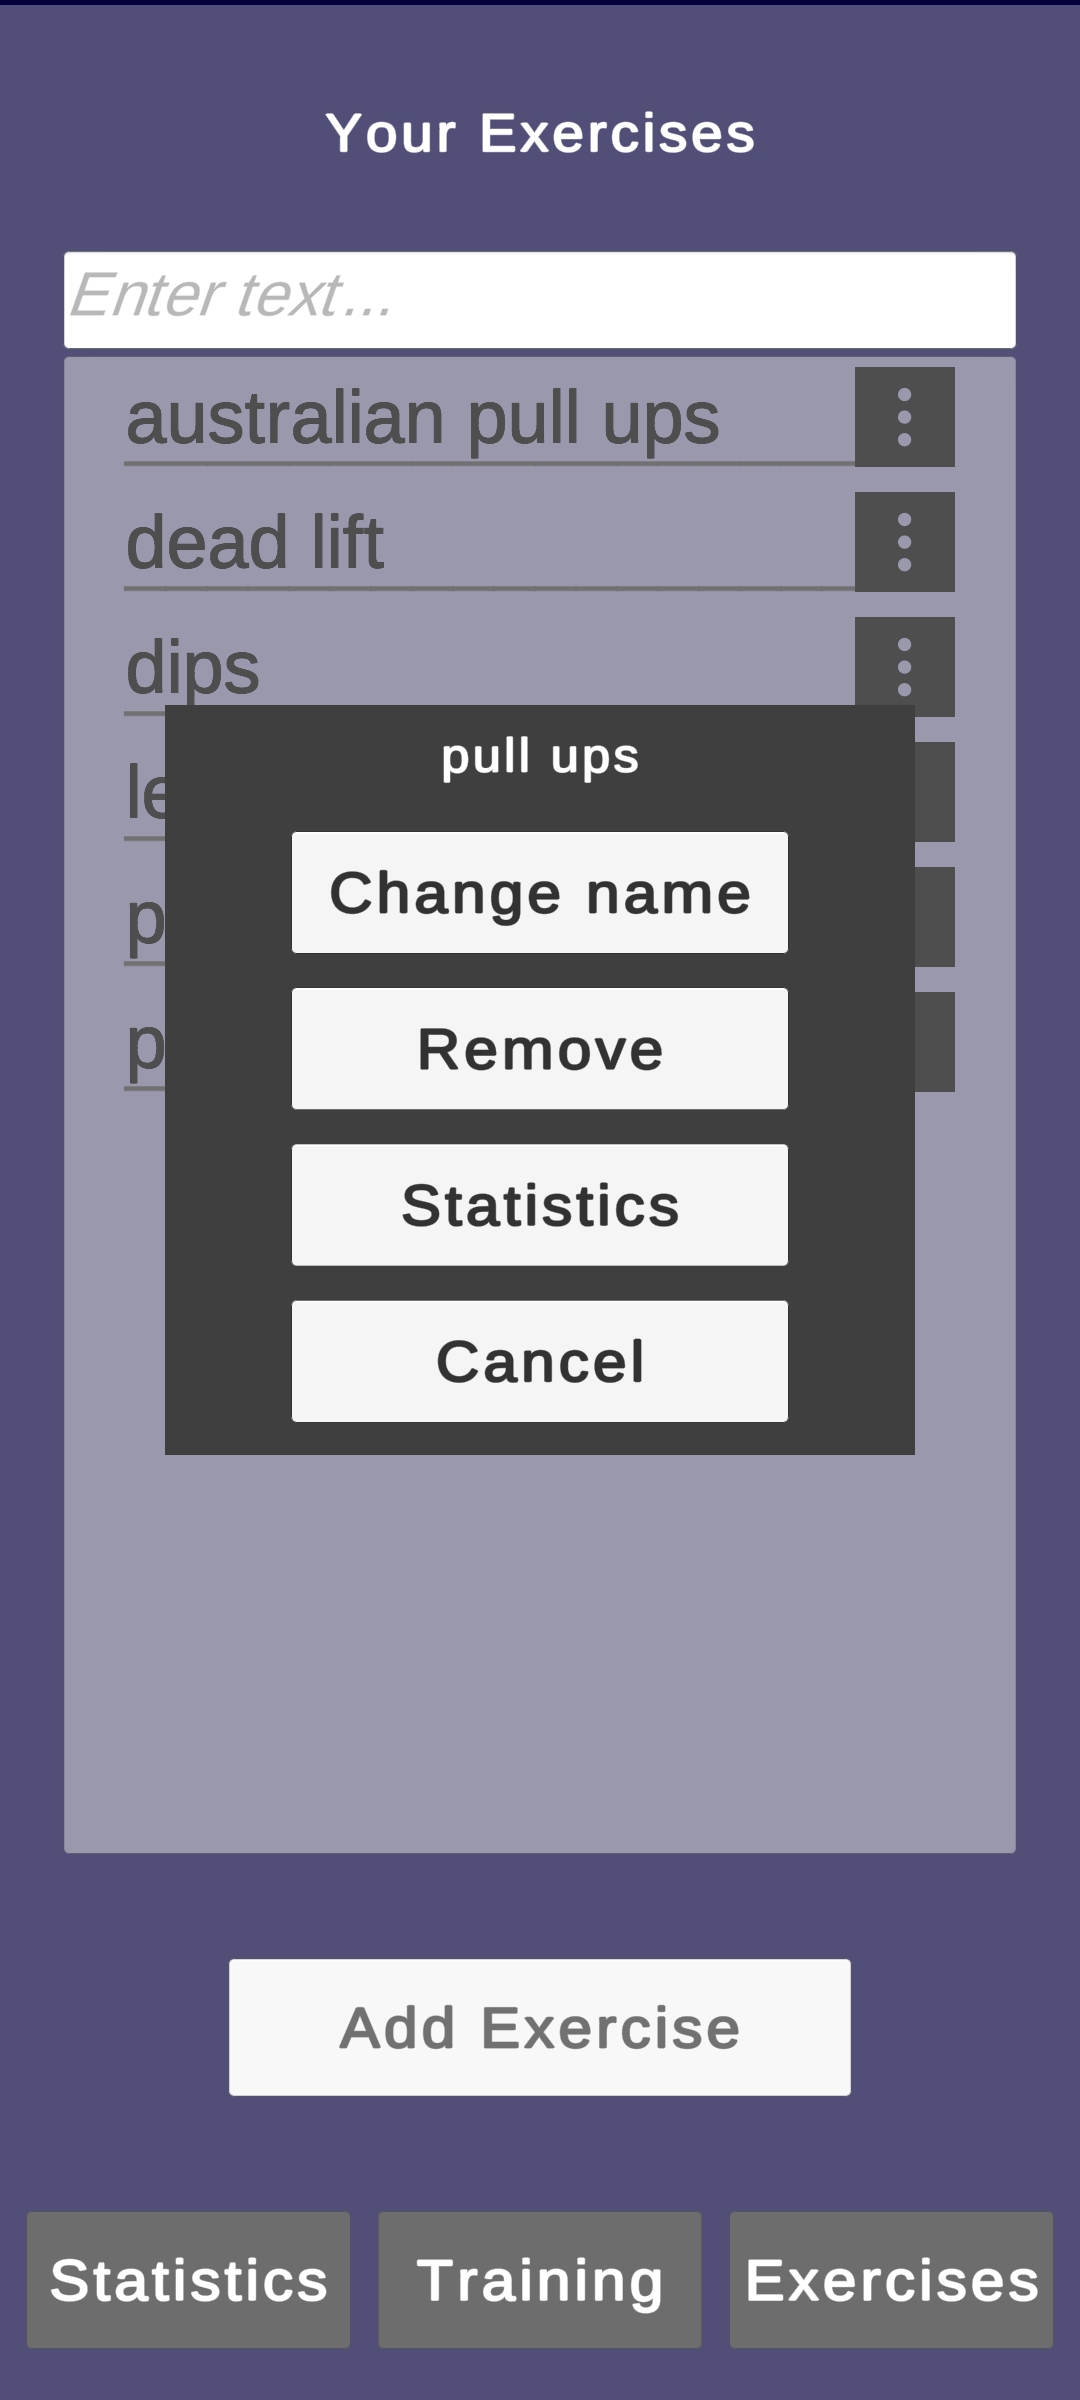 Your Exercises
Enter text...
australian pull ups
dead lift
dips
pull ups
Change name
Remove
Statistics
Cancel
Add Exercise
Statistics
Training
Exercises